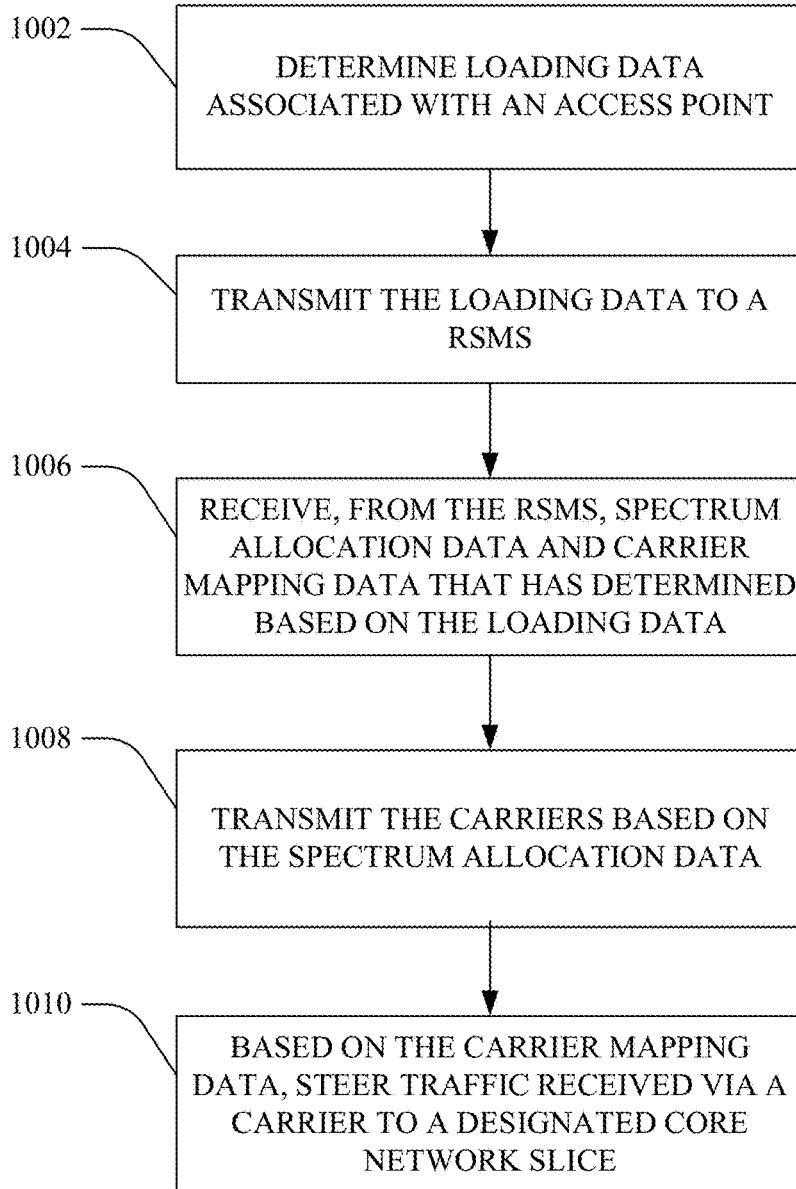 1002
DETERMINE LOADING DATA
ASSOCIATED WITH AN ACCESS POINT
1004
TRANSMIT THE LOADING DATA TO A
RSMS
1006
RECEIVE, FROM THE RSMS, SPECTRUM
ALLOCATION DATA AND CARRIER
MAPPING DATA THAT HAS DETERMINED
BASED ON THE LOADING DATA
1008
TRANSMIT THE CARRIERS BASED ON
THE SPECTRUM ALLOCATION DATA
1010
BASED ON THE CARRIER MAPPING
DATA, STEER TRAFFIC RECEIVED VIA A
CARRIER TO A DESIGNATED CORE
NETWORK SLICE